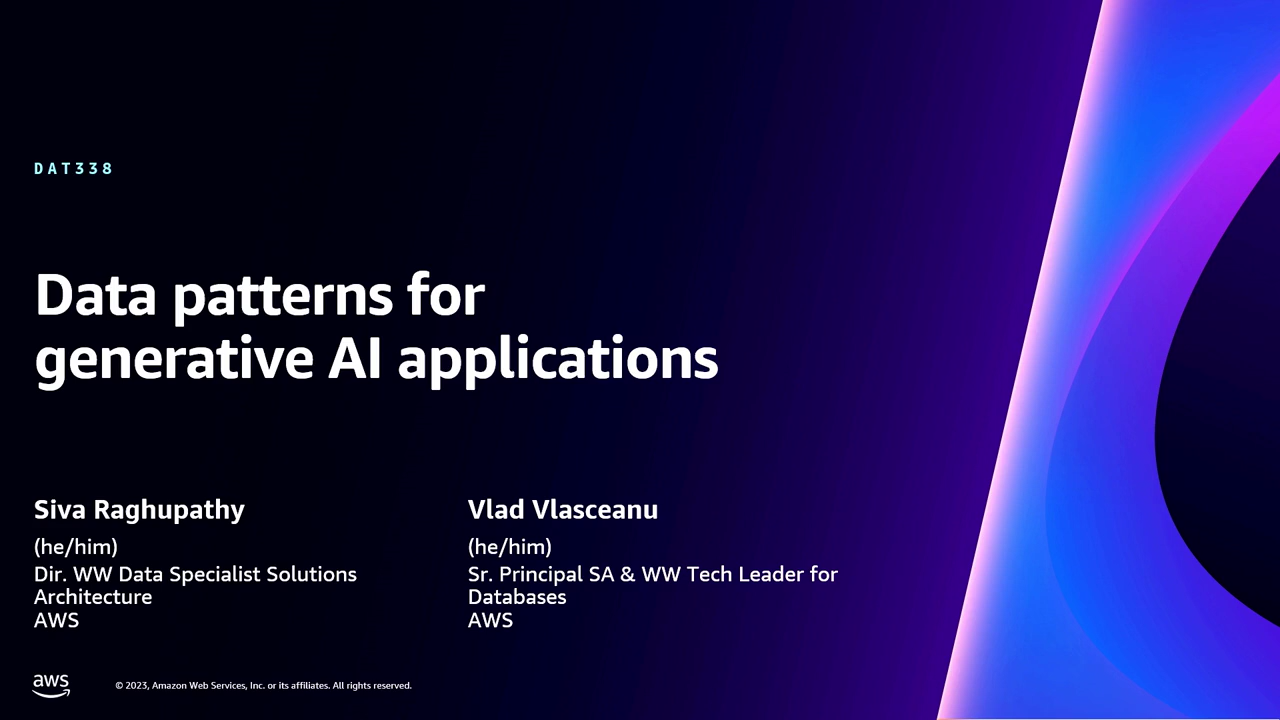 DAT338
Data patterns for
generative AI applications
Siva Raghupathy
(he/him)
Dir. WW Data Specialist Solutions
Architecture
AWS
Vlad Vlasceanu
(he/him)
Sr. Principal SA & WW Tech Leader for
Databases
AWS
aws
© 2023, Amazon Web Services, Inc. or its affiliates. All rights reserved.